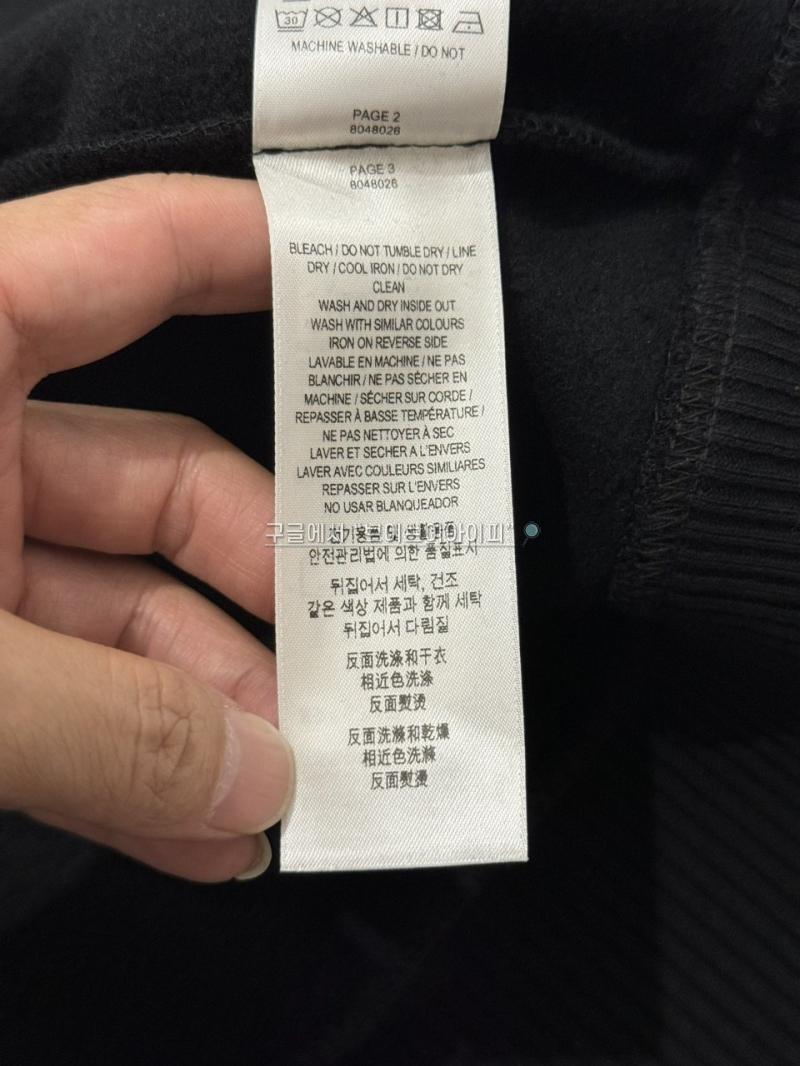 30
MACHINE WASHABLE / DO NOT
PAGE 2
8048026
PAGE 3
8048026
BLEACH / DO NOT TUMBLE DRY / LINE
DRY / COOL IRON / DO NOT DRY
CLEAN
WASH AND DRY INSIDE OUT
WASH WITH SIMILAR COLOURS
IRON ON REVERSE SIDE
LAVABLE EN MACHINE / NE PAS
BLANCHIR / NE PAS SÉCHER EN
MACHINE / SÉCHER SUR CORDE /
REPASSER À BASSE TEMPÉRATURE /
NE PAS NETTOYER À SEC
LAVER ET SECHER A L'ENVERS
LAVER AVEC COULEURS SIMILIARES
REPASSER SUR L'ENVERS
NO USAR BLANQUEADOR
구글에서
안전관리법에 의한 품질표시
뒤집어서 세탁, 건조
같은 색상 제품과 함께 세탁
뒤집어서 다림질
反面洗涤和干衣
相近色洗涤
反面熨烫
反面洗滌和乾燥
相近色洗滌
反面熨燙